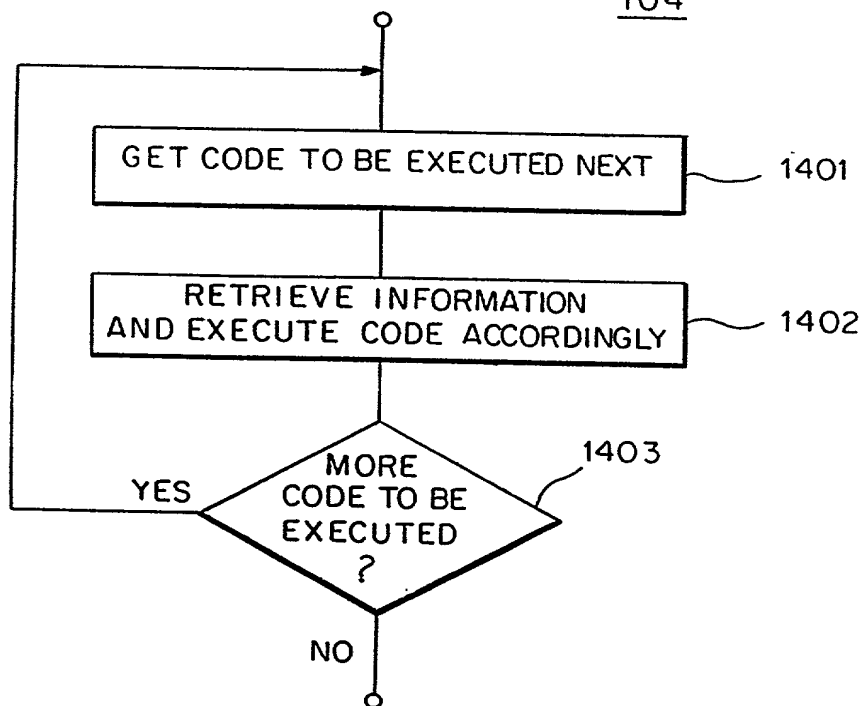 104
GET CODE TO BE EXECUTED NEXT
1401
RETRIEVE INFORMATION
AND EXECUTE CODE ACCORDINGLY
1402
MORE
CODE TO BE
EXECUTED
?
1403
YES
NO